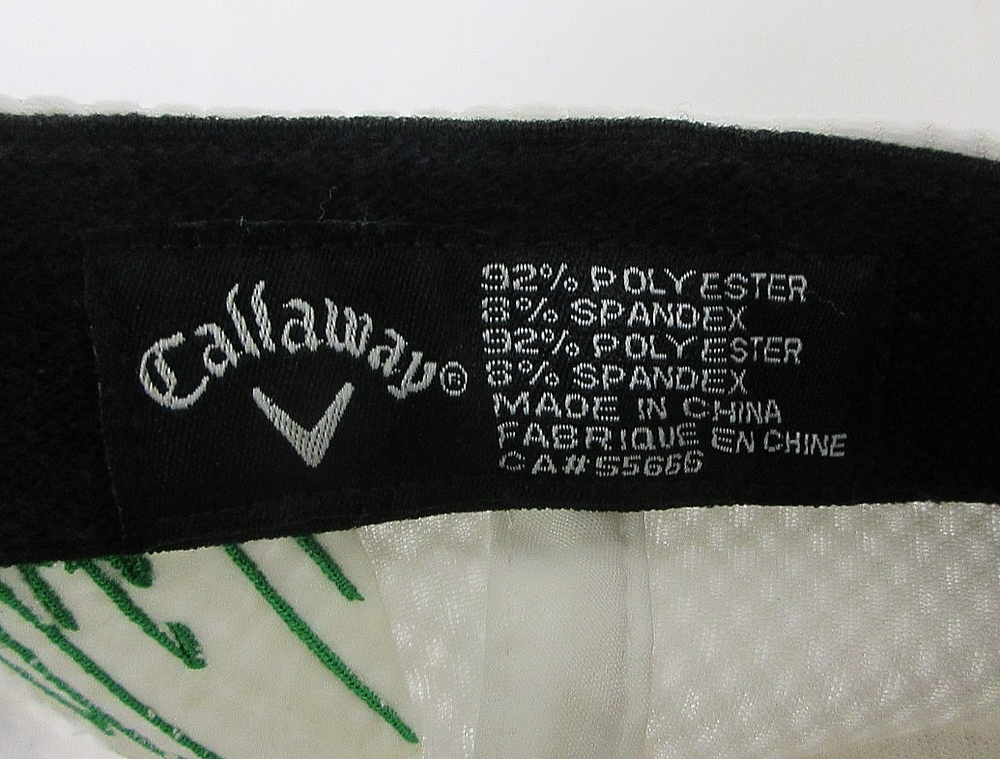 Callaway®
92% POLYESTER
8% SPANDEX
92% POLYESTER
8% SPANDEX
MADE IN CHINA
FABRIQUE EN CHINE
CA#55666